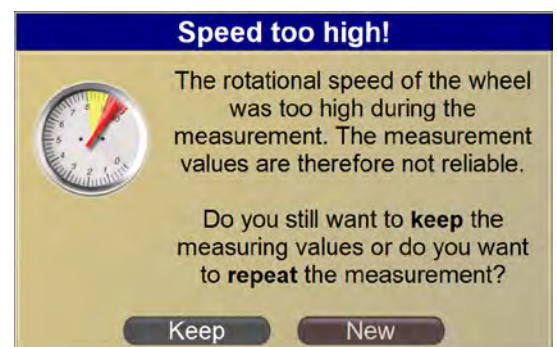 Speed too high!
The rotational speed of the wheel
was too high during the
measurement. The measurement
values are therefore not reliable.
Do you still want to keep the
measuring values or do you want
to repeat the measurement?
Keep
New